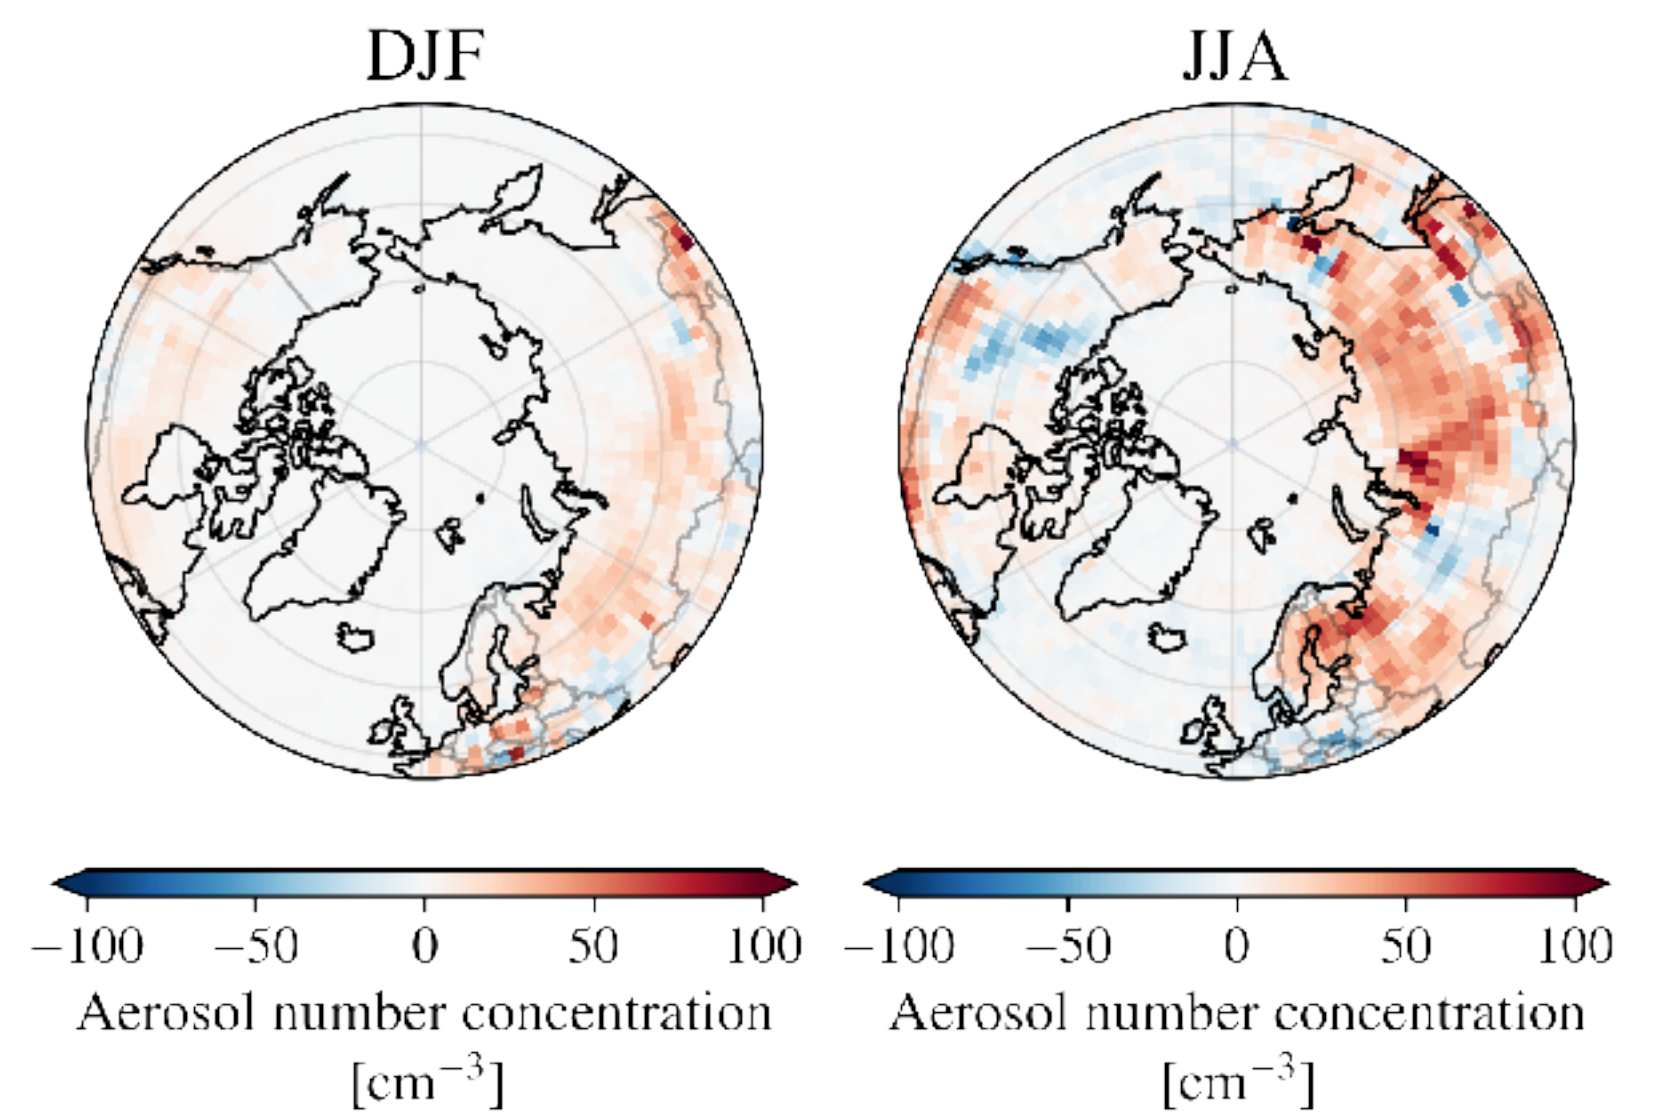 DJF JJA
−100 −50 0 50 100 −100 −50 0 50 100
Aerosol number concentration Aerosol number concentration
[cm⁻³] [cm⁻³]